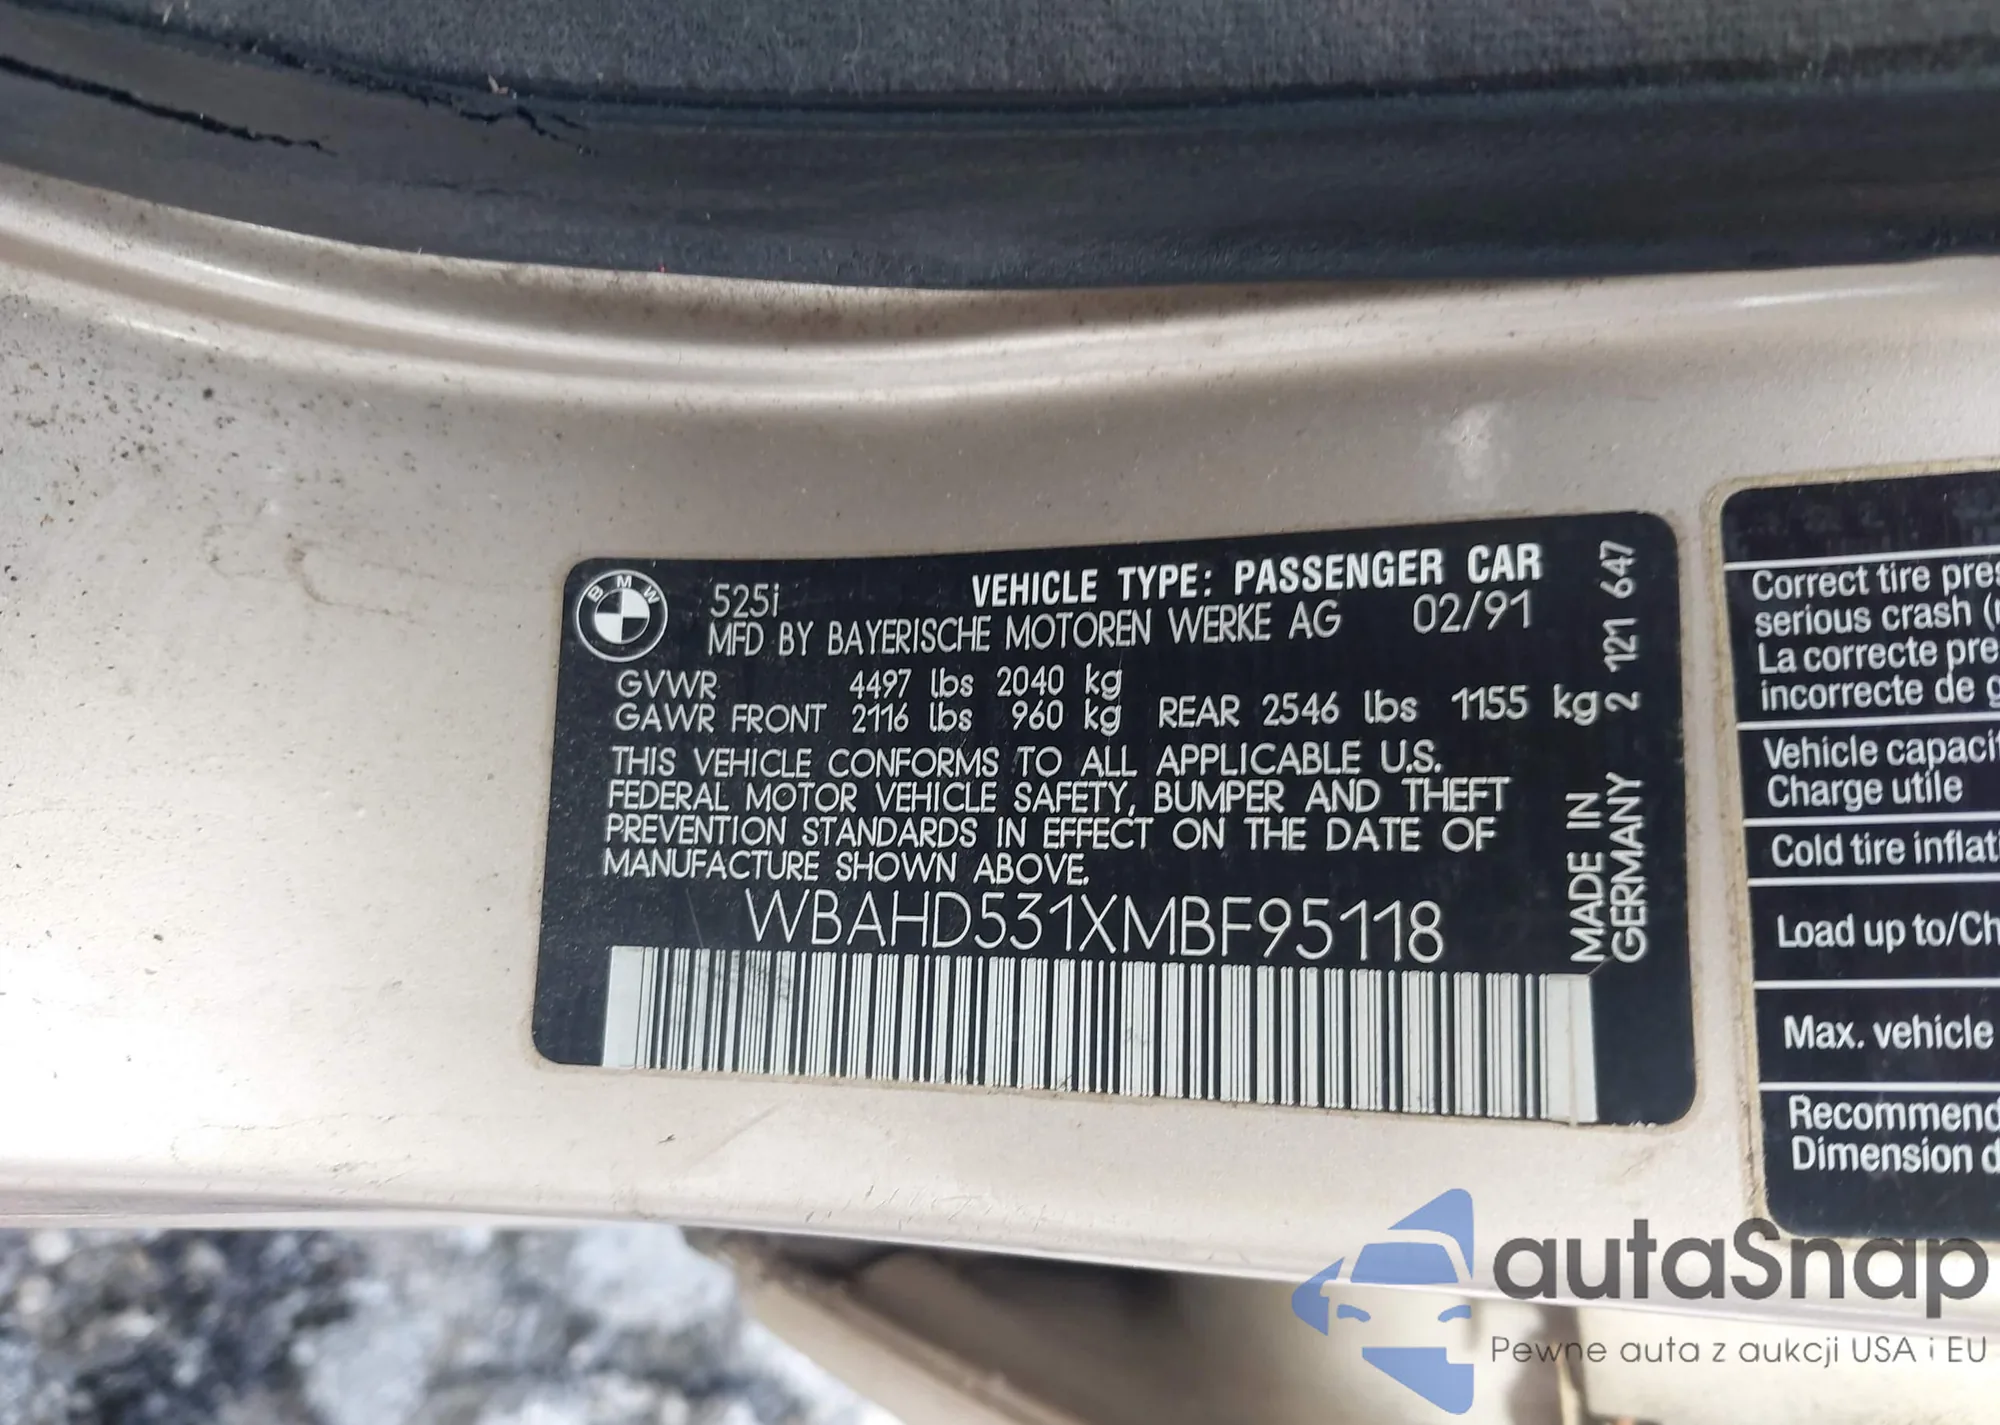 BMW
525i
VEHICLE TYPE: PASSENGER CAR
MFD BY BAYERISCHE MOTOREN WERKE AG 02/91
GVWR 4497 lbs 2040 kg
GAWR FRONT 2116 lbs 960 kg REAR 2546 lbs 1155 kg
THIS VEHICLE CONFORMS TO ALL APPLICABLE U.S.
FEDERAL MOTOR VEHICLE SAFETY, BUMPER AND THEFT
PREVENTION STANDARDS IN EFFECT ON THE DATE OF
MANUFACTURE SHOWN ABOVE.
WBAHD531XMBF95118
MADE IN
GERMANY
2 121 647
Correct tire pres
serious crash (
La correcte pre
incorrecte de g
Vehicle capacit
Charge utile
Cold tire inflati
Load up to/Ch
Max. vehicle
Recommend
Dimension d
autaSnap
Pewne auta z aukcji USA i EU